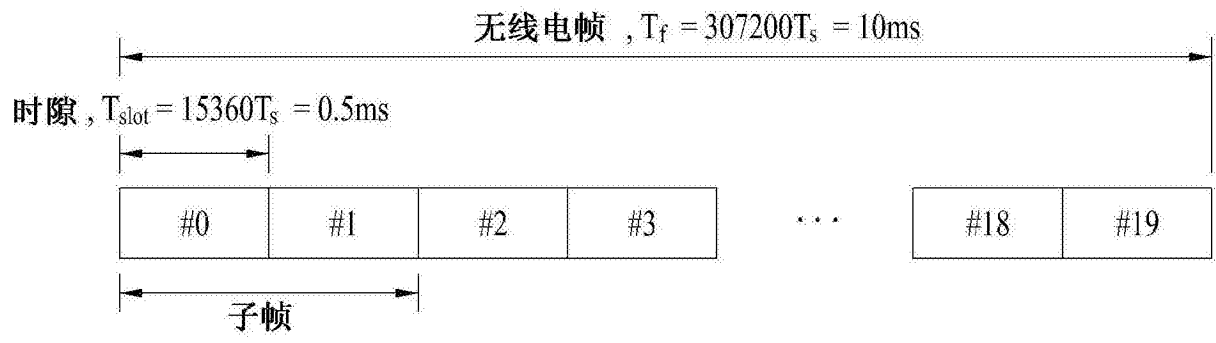 无线电帧 , Tf = 307200Ts = 10ms
时隙 , Tslot = 15360Ts = 0.5ms
#0 #1 #2 #3 ··· #18 #19
子帧